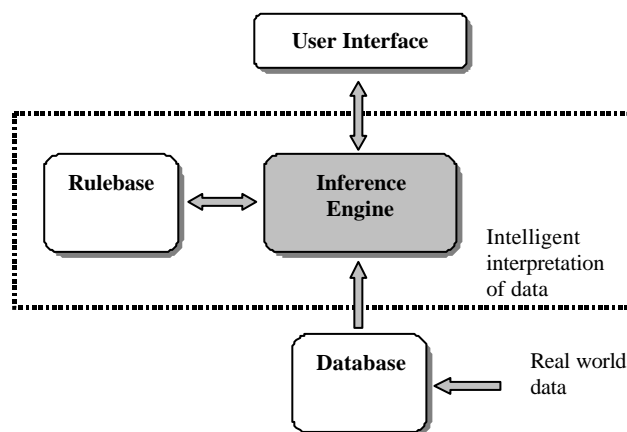 User Interface
Rulebase
Inference
Engine
Intelligent
interpretation
of data
Database
Real world
data